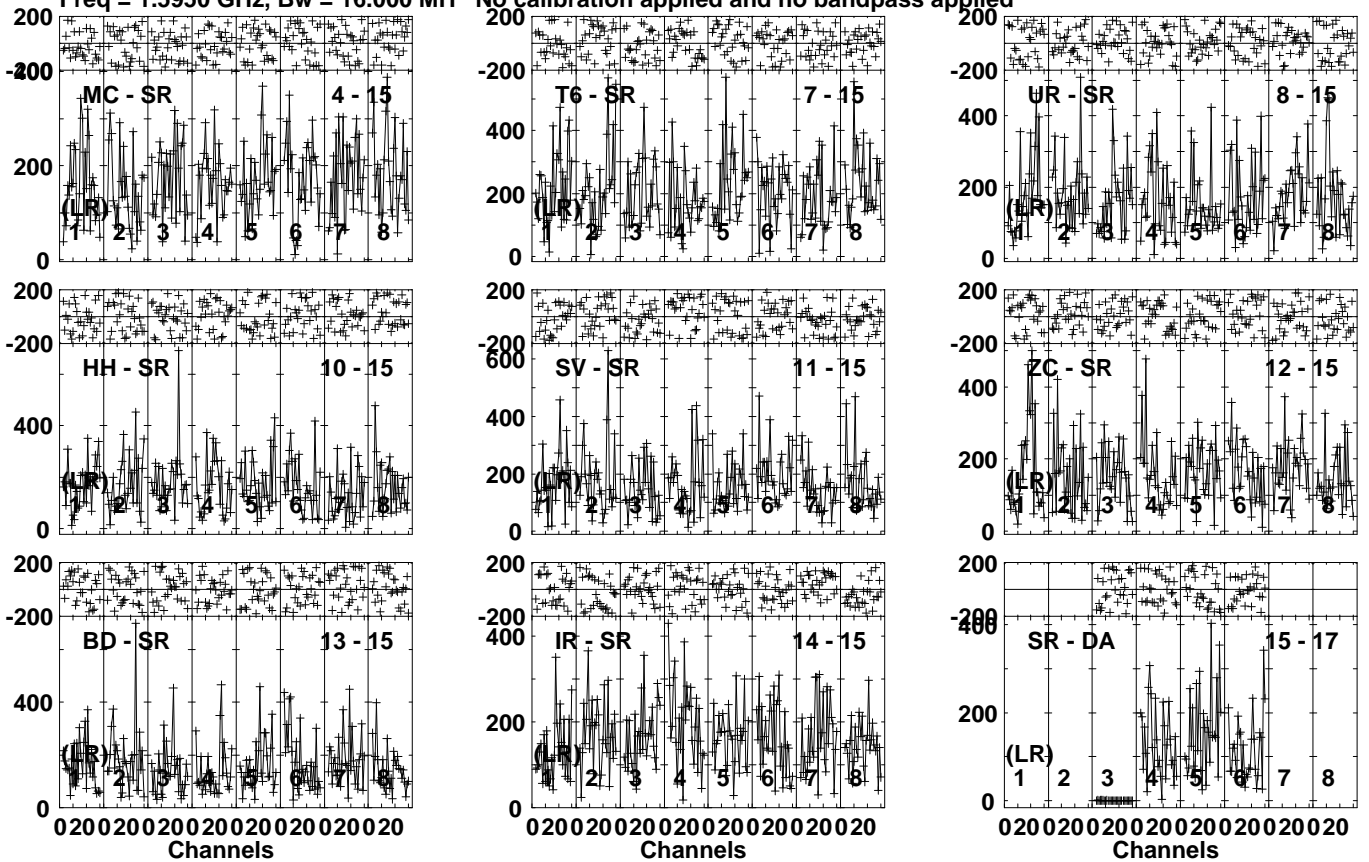 Freq = 1.5950 GHz, Bw = 16.000 MH No calibration applied and no bandpass applied
200 200 200
-200 -200 -200
400
MC - SR 4 - 15 T6 - SR 7 - 15 UR - SR 8 - 15
400 400
200 200 200
(LR) (LR) (LR)
1 2 3 4 5 6 7 8 1 2 3 4 5 6 7 8 1 2 3 4 5 6 7 8
0 0 0
200 200 200
-200 -200 -200
600
HH - SR 10 - 15 SV - SR 11 - 15 ZC - SR 12 - 15
400 400 400
200 200
(LR) (LR) (LR)
1 2 3 4 5 6 7 8 1 2 3 4 5 6 7 8 1 2 3 4 5 6 7 8
0 0 0
200 200 200
-200 -200 -200
400 400
BD - SR 13 - 15 IR - SR 14 - 15 SR - DA 15 - 17
400
200 200
(LR) (LR) (LR)
1 2 3 4 5 6 7 8 1 2 3 4 5 6 7 8 1 2 3 4 5 6 7 8
0 0 0
0 20 0 20 0 20 0 20 0 20 0 20 0 20 0 20 0 20 0 20 0 20 0 20 0 20 0 20 0 20 0 20 0 20 0 20 0 20 0 20 0 20 0 20 0 20 0 20
Channels Channels Channels